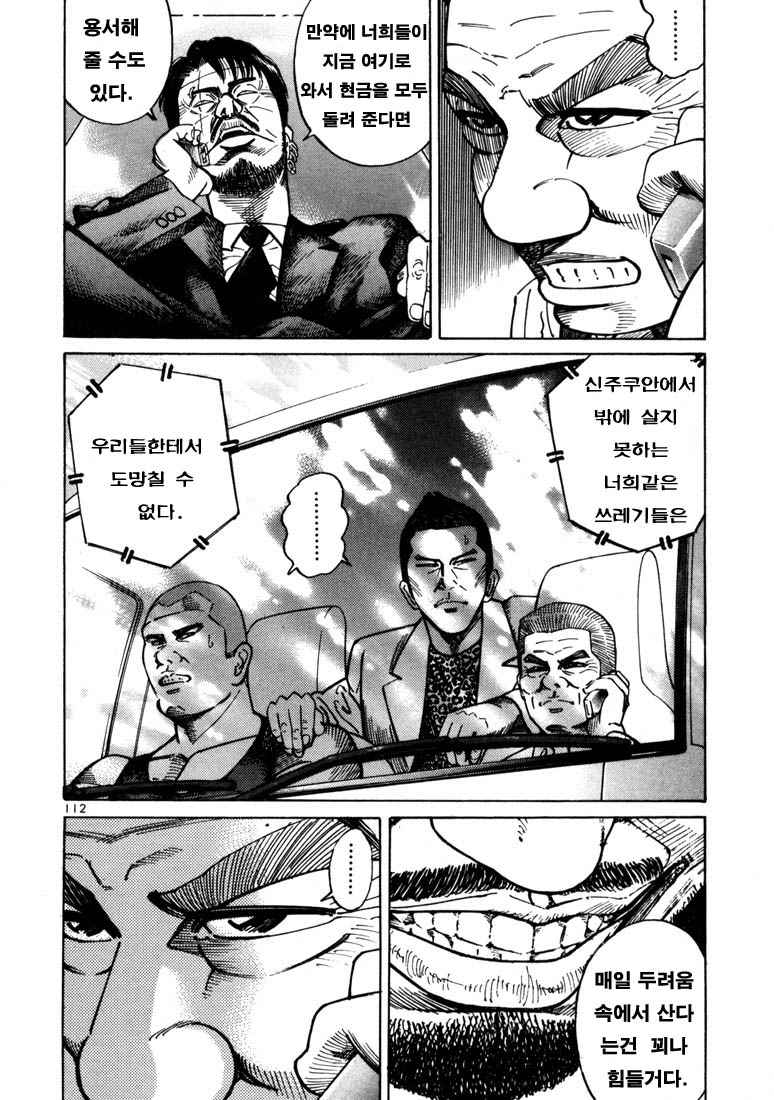 ………
만약에 너희들이
지금 여기로
와서 현금을 모두
돌려 준다면
용서해
줄 수도
있다.
신주쿠안에서
밖에 살지
못하는
너희같은
쓰레기들은
………
우리들한테서
도망칠 수
없다.
112
매일 두려움
속에서 산다
는건 꾀나
힘들거다.
………